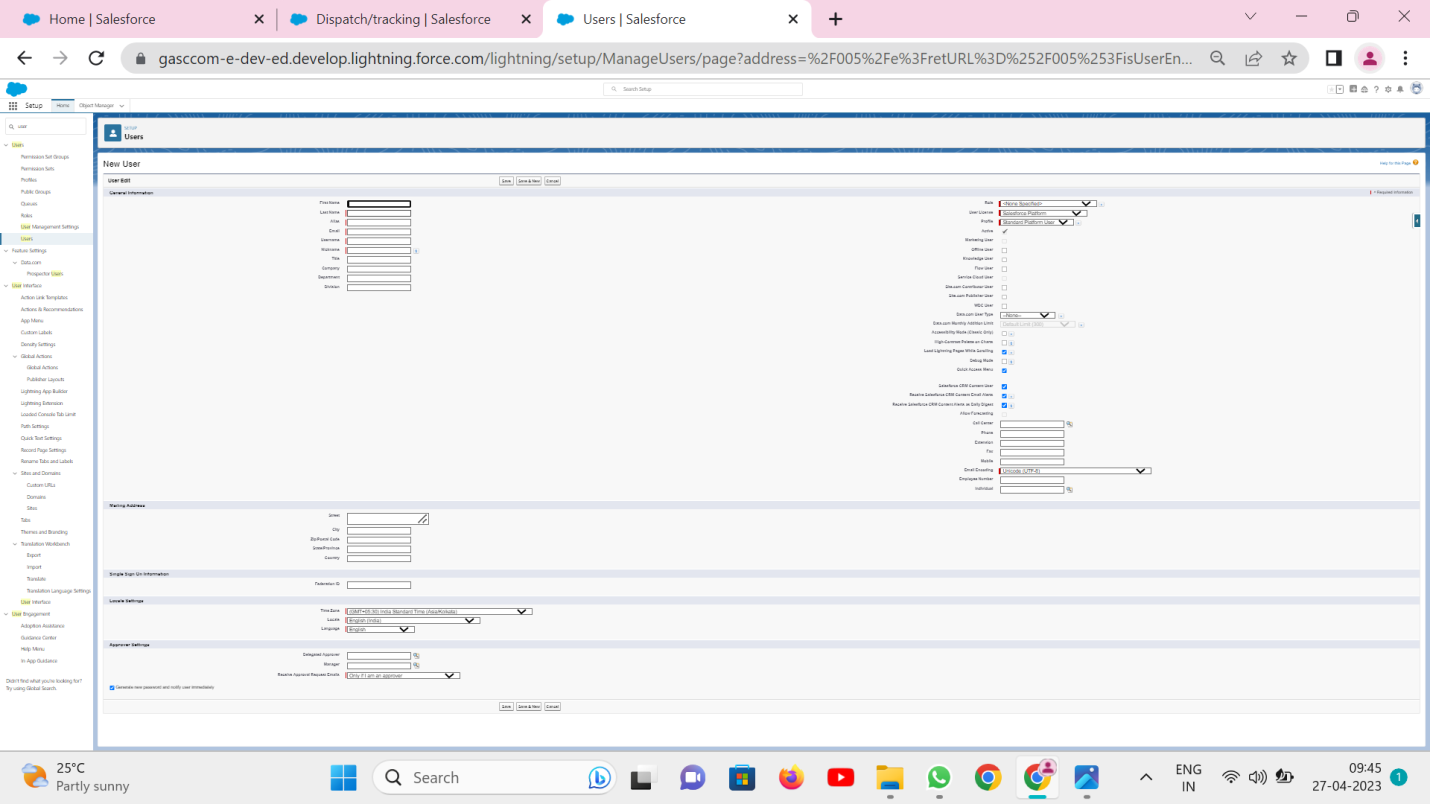 Home | Salesforce
Dispatch/tracking | Salesforce
Users | Salesforce
gasccom-e-dev-ed.develop.lightning.force.com/lightning/setup/ManageUsers/page?address=%2F005%2Fe%3FretURL%3D%252F005%253FisUserEn...
Search Setup
Setup
Home
Object Manager
user
Users
Permission Set Groups
Permission Sets
Profiles
Public Groups
Queues
Roles
User Management Settings
Users
Feature Settings
Data.com
Prospector Users
User Interface
Action Link Templates
Actions & Recommendations
App Menu
Custom Labels
Density Settings
Global Actions
Global Actions
Publisher Layouts
Lightning App Builder
Lightning Extension
Loaded Console Tab Limit
Path Settings
Quick Text Settings
Record Page Settings
Rename Tabs and Labels
Sites and Domains
Custom URLs
Domains
Sites
Tabs
Themes and Branding
Translation Workbench
Export
Import
Translate
Translation Language Settings
User Interface
User Engagement
Adoption Assistance
Guidance Center
Help Menu
In-App Guidance
Didn't find what you're looking for?
Try using Global Search.
SETUP
Users
New User
Help for this Page
User Edit
Save
Save & New
Cancel
General Information
= Required Information
First Name
Last Name
Alias
Email
Username
Nickname
Title
Company
Department
Division
Role
<None Specified>
User License
Salesforce Platform
Profile
Standard Platform User
Active
Marketing User
Offline User
Knowledge User
Flow User
Service Cloud User
Site.com Contributor User
Site.com Publisher User
WDC User
Data.com User Type
--None--
Data.com Monthly Addition Limit
Default Limit (300)
Accessibility Mode (Classic Only)
High-Contrast Palette on Charts
Load Lightning Pages While Scrolling
Debug Mode
Quick Access Menu
Salesforce CRM Content User
Receive Salesforce CRM Content Email Alerts
Receive Salesforce CRM Content Alerts as Daily Digest
Allow Forecasting
Call Center
Phone
Extension
Fax
Mobile
Email Encoding
Unicode (UTF-8)
Employee Number
Individual
Mailing Address
Street
City
Zip/Postal Code
State/Province
Country
Single Sign On Information
Federation ID
Locale Settings
Time Zone
(GMT+05:30) India Standard Time (Asia/Kolkata)
Locale
English (India)
Language
English
Approver Settings
Delegated Approver
Manager
Receive Approval Request Emails
Only if I am an approver
Generate new password and notify user immediately
Save
Save & New
Cancel
25°C
Partly sunny
Search
ENG
IN
09:45
27-04-2023
1